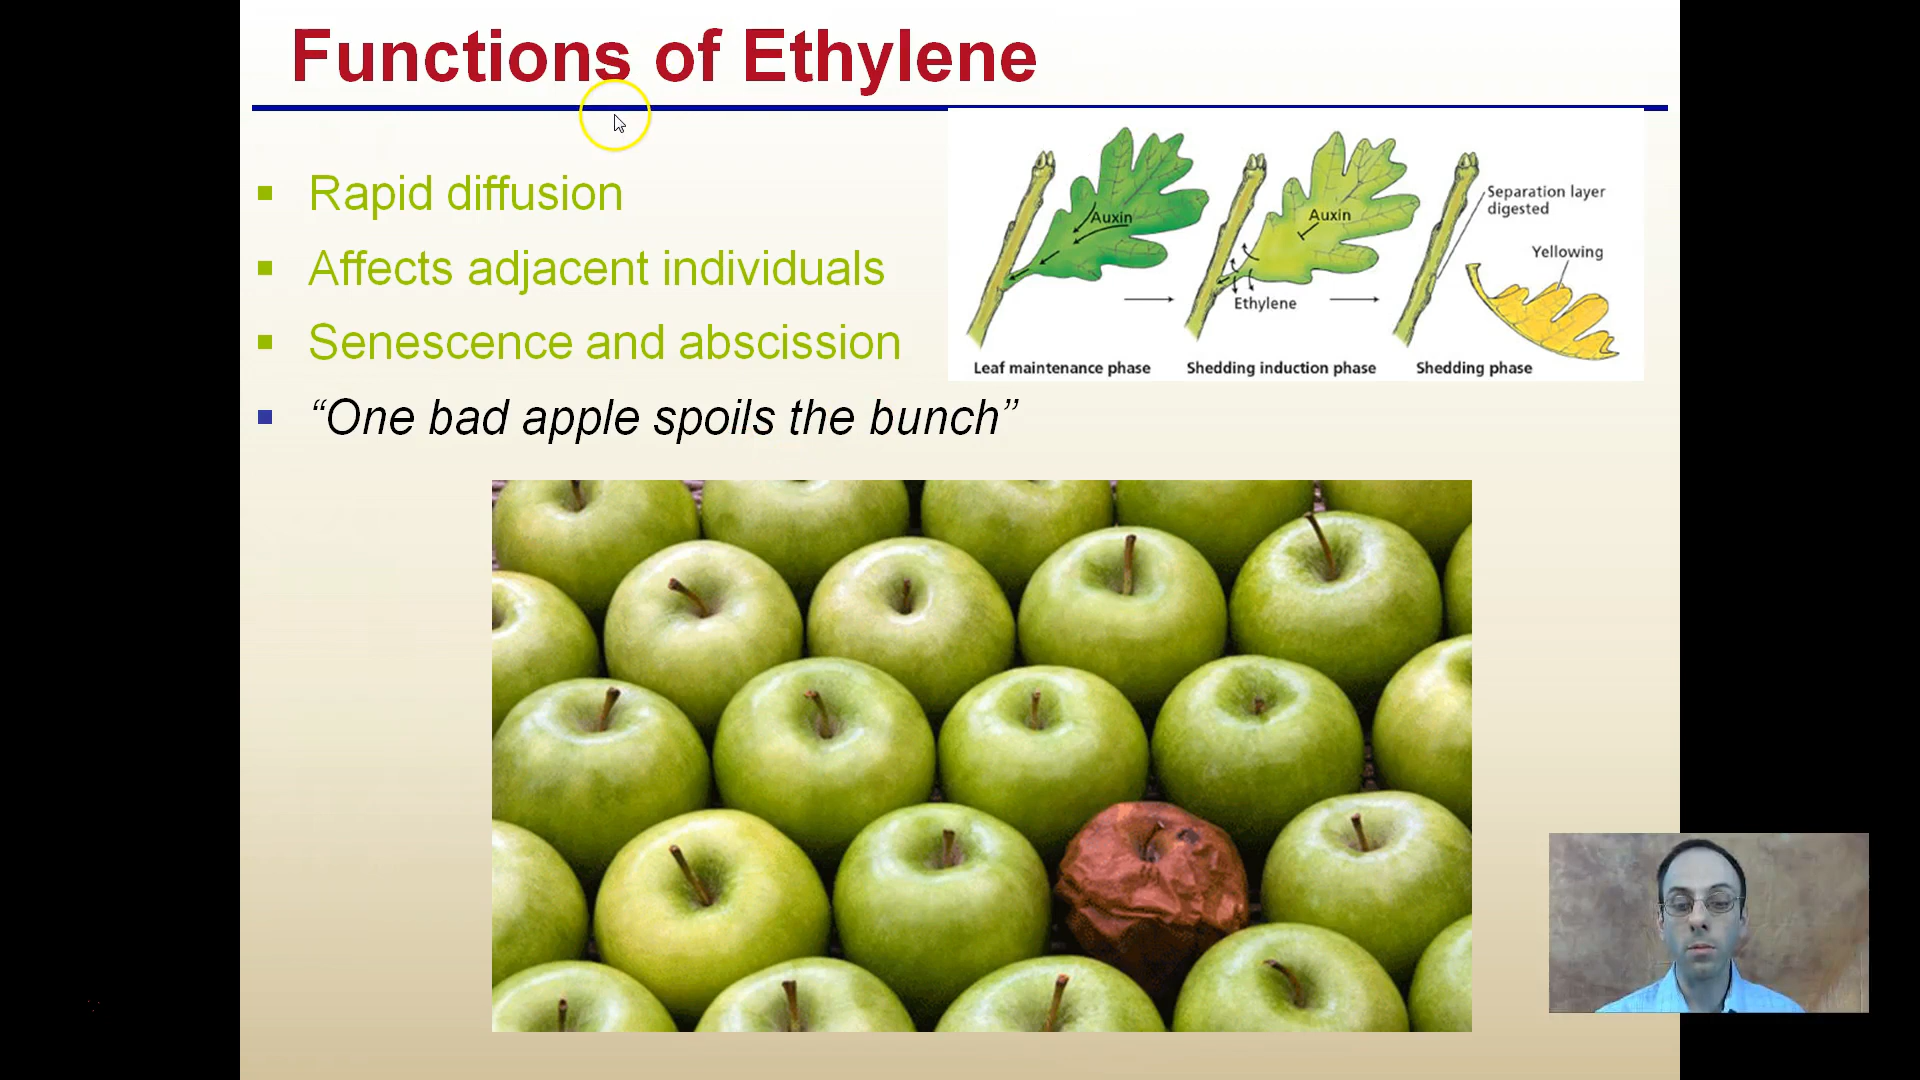 Functions of Ethylene
Rapid diffusion
Affects adjacent individuals
Senescence and abscission
“One bad apple spoils the bunch”
Auxin
Auxin
Ethylene
Separation layer
digested
Yellowing
Leaf maintenance phase
Shedding induction phase
Shedding phase